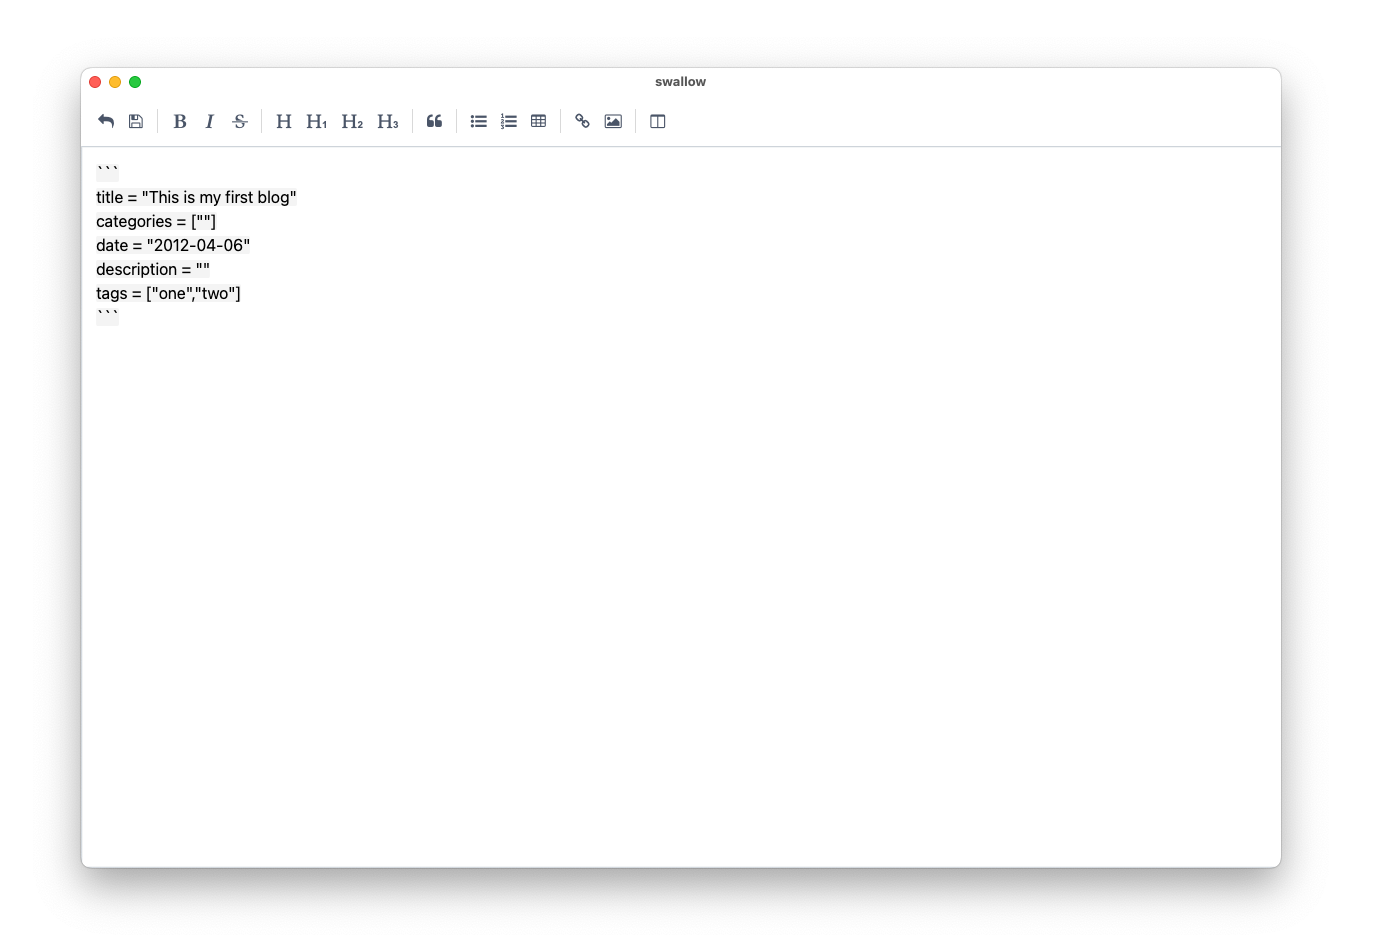 swallow
B I S H H1 H2 H3
```
title = "This is my first blog"
categories = [""]
date = "2012-04-06"
description = ""
tags = ["one","two"]
```